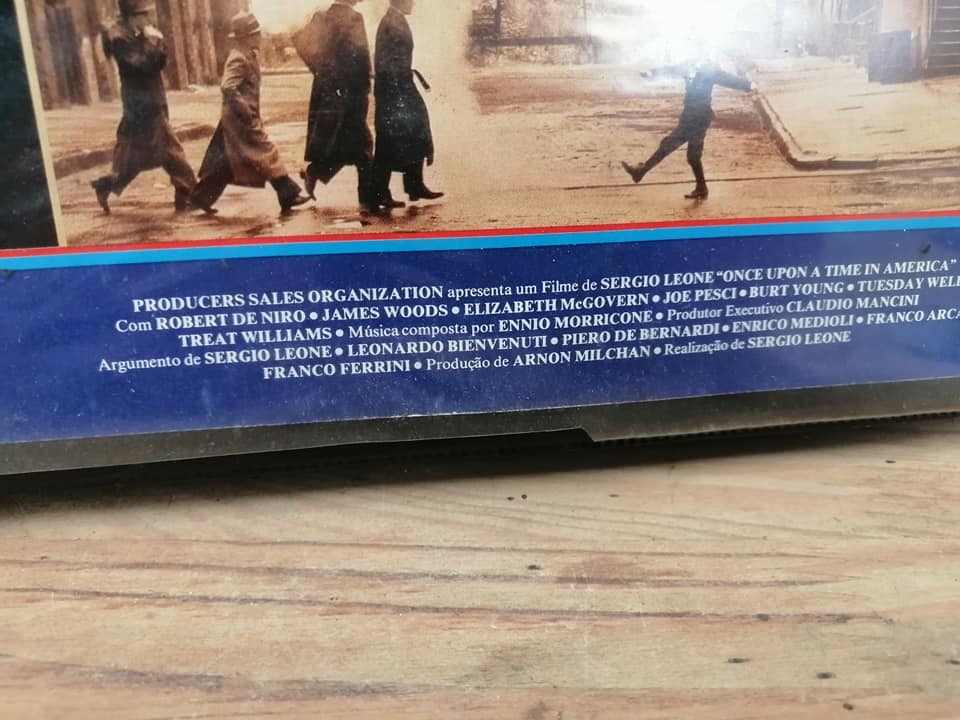 PRODUCERS SALES ORGANIZATION apresenta um Filme de SERGIO LEONE "ONCE UPON A TIME IN AMERICA"
Com ROBERT DE NIRO • JAMES WOODS • ELIZABETH McGOVERN • JOE PESCI • BURT YOUNG • TUESDAY WEL
TREAT WILLIAMS • Música composta por ENNIO MORRICONE • Produtor Executivo CLAUDIO MANCINI
Argumento de SERGIO LEONE • LEONARDO BIENVENUTI • PIERO DE BERNARDI • ENRICO MEDIOLI • FRANCO ARCA
FRANCO FERRINI • Produção de ARNON MILCHAN • Realização de SERGIO LEONE